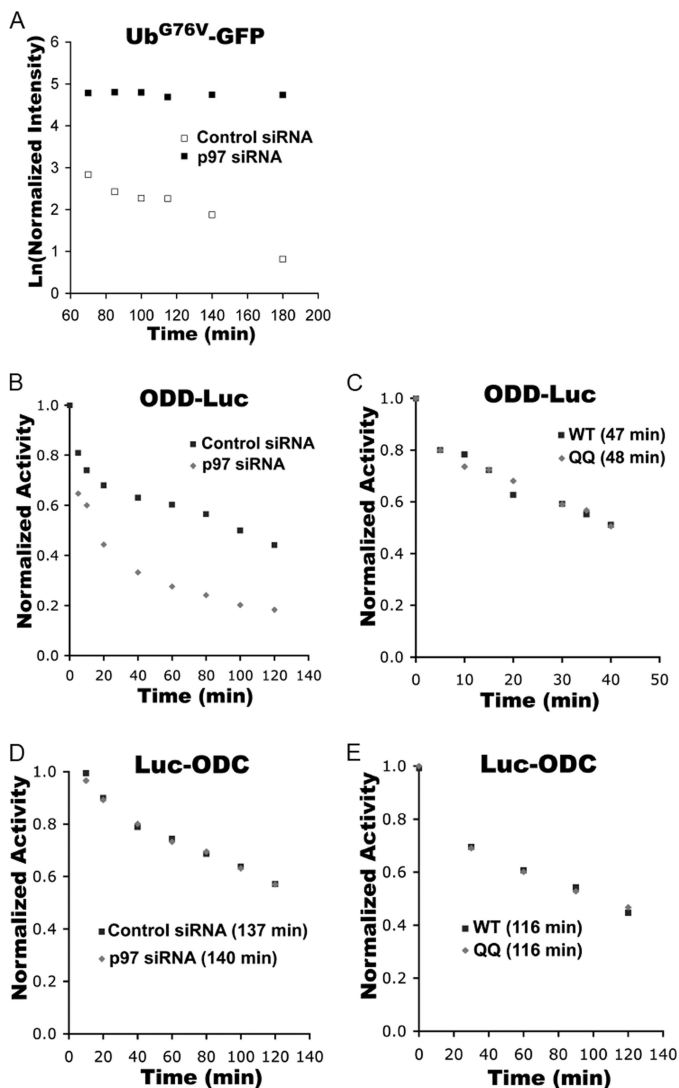 A
Ub^G76V-GFP
Ln(Normalized Intensity)
6
5
4
3
2
1
0
Control siRNA
p97 siRNA
60 80 100 120 140 160 180 200
Time (min)
B
ODD-Luc
Normalized Activity
1.0
0.8
0.6
0.4
0.2
0.0
Control siRNA
p97 siRNA
0 20 40 60 80 100 120 140
Time (min)
C
ODD-Luc
Normalized Activity
1.0
0.8
0.6
0.4
0.2
0.0
WT (47 min)
QQ (48 min)
0 10 20 30 40 50
Time (min)
D
Luc-ODC
Normalized Activity
1.0
0.8
0.6
0.4
0.2
0.0
Control siRNA (137 min)
p97 siRNA (140 min)
0 20 40 60 80 100 120 140
Time (min)
E
Luc-ODC
Normalized Activity
1.0
0.8
0.6
0.4
0.2
0.0
WT (116 min)
QQ (116 min)
0 20 40 60 80 100 120 140
Time (min)